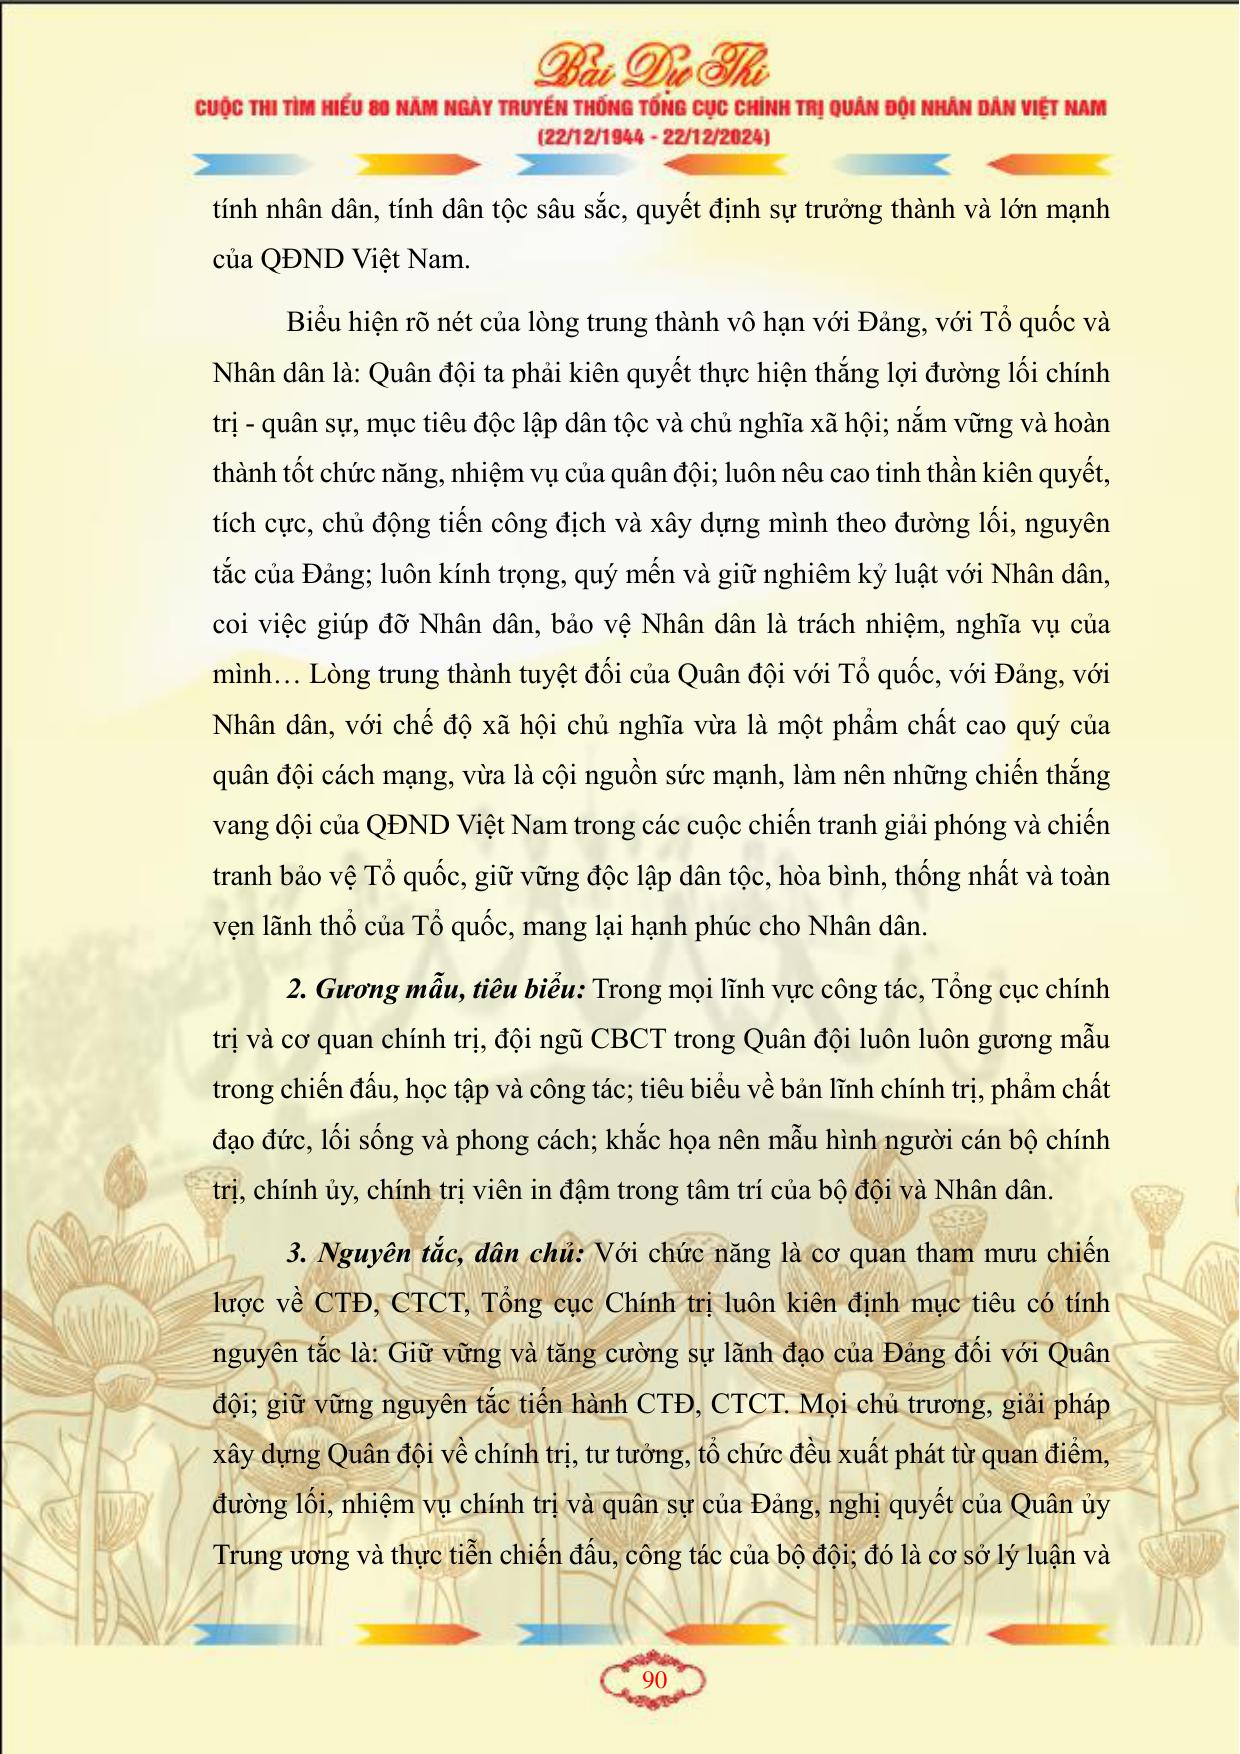 Bài Dự Thi
CUỘC THI TÌM HIỂU 80 NĂM NGÀY TRUYỀN THỐNG TỔNG CỤC CHÍNH TRỊ QUÂN ĐỘI NHÂN DÂN VIỆT NAM
(22/12/1944 - 22/12/2024)
tính nhân dân, tính dân tộc sâu sắc, quyết định sự trưởng thành và lớn mạnh
của QĐND Việt Nam.
Biểu hiện rõ nét của lòng trung thành vô hạn với Đảng, với Tổ quốc và
Nhân dân là: Quân đội ta phải kiên quyết thực hiện thắng lợi đường lối chính
trị - quân sự, mục tiêu độc lập dân tộc và chủ nghĩa xã hội; nắm vững và hoàn
thành tốt chức năng, nhiệm vụ của quân đội; luôn nêu cao tinh thần kiên quyết,
tích cực, chủ động tiến công địch và xây dựng mình theo đường lối, nguyên
tắc của Đảng; luôn kính trọng, quý mến và giữ nghiêm kỷ luật với Nhân dân,
coi việc giúp đỡ Nhân dân, bảo vệ Nhân dân là trách nhiệm, nghĩa vụ của
mình… Lòng trung thành tuyệt đối của Quân đội với Tổ quốc, với Đảng, với
Nhân dân, với chế độ xã hội chủ nghĩa vừa là một phẩm chất cao quý của
quân đội cách mạng, vừa là cội nguồn sức mạnh, làm nên những chiến thắng
vang dội của QĐND Việt Nam trong các cuộc chiến tranh giải phóng và chiến
tranh bảo vệ Tổ quốc, giữ vững độc lập dân tộc, hòa bình, thống nhất và toàn
vẹn lãnh thổ của Tổ quốc, mang lại hạnh phúc cho Nhân dân.
2. Gương mẫu, tiêu biểu: Trong mọi lĩnh vực công tác, Tổng cục chính
trị và cơ quan chính trị, đội ngũ CBCT trong Quân đội luôn luôn gương mẫu
trong chiến đấu, học tập và công tác; tiêu biểu về bản lĩnh chính trị, phẩm chất
đạo đức, lối sống và phong cách; khắc họa nên mẫu hình người cán bộ chính
trị, chính ủy, chính trị viên in đậm trong tâm trí của bộ đội và Nhân dân.
3. Nguyên tắc, dân chủ: Với chức năng là cơ quan tham mưu chiến
lược về CTĐ, CTCT, Tổng cục Chính trị luôn kiên định mục tiêu có tính
nguyên tắc là: Giữ vững và tăng cường sự lãnh đạo của Đảng đối với Quân
đội; giữ vững nguyên tắc tiến hành CTĐ, CTCT. Mọi chủ trương, giải pháp
xây dựng Quân đội về chính trị, tư tưởng, tổ chức đều xuất phát từ quan điểm,
đường lối, nhiệm vụ chính trị và quân sự của Đảng, nghị quyết của Quân ủy
Trung ương và thực tiễn chiến đấu, công tác của bộ đội; đó là cơ sở lý luận và
90